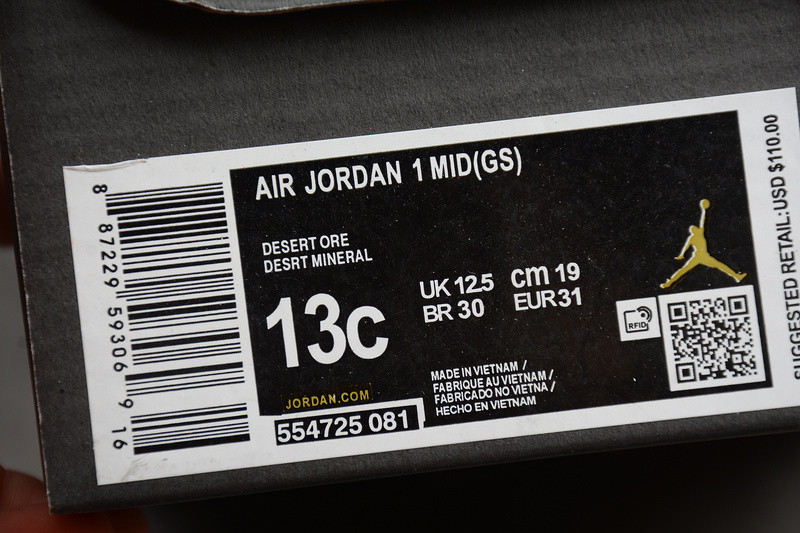 AIR JORDAN 1 MID(GS)
DESERT ORE
DESRT MINERAL
13C
UK 12.5 cm 19
BR 30 EUR 31
JORDAN.COM
554725 081
MADE IN VIETNAM /
FABRIQUE AU VIETNAM /
FABRICADO NO VIETNA /
HECHO EN VIETNAM
RFID
8 87229 59306 9 16
SUGGESTED RETAIL: USD $110.00